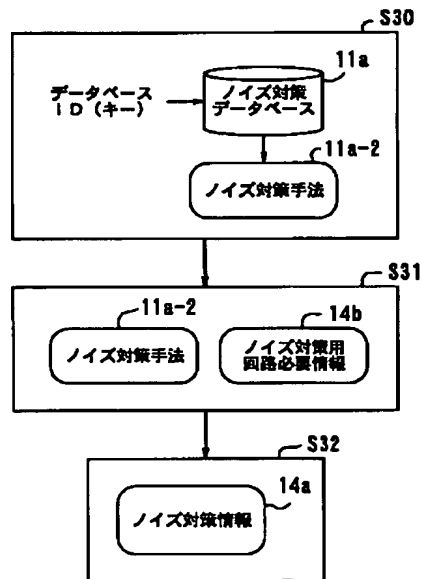 S30
11a
データベース
ID(キー)
ノイズ対策
データベース
11a-2
ノイズ対策手法
S31
11a-2
14b
ノイズ対策手法
ノイズ対策用
回路必要情報
S32
14a
ノイズ対策情報